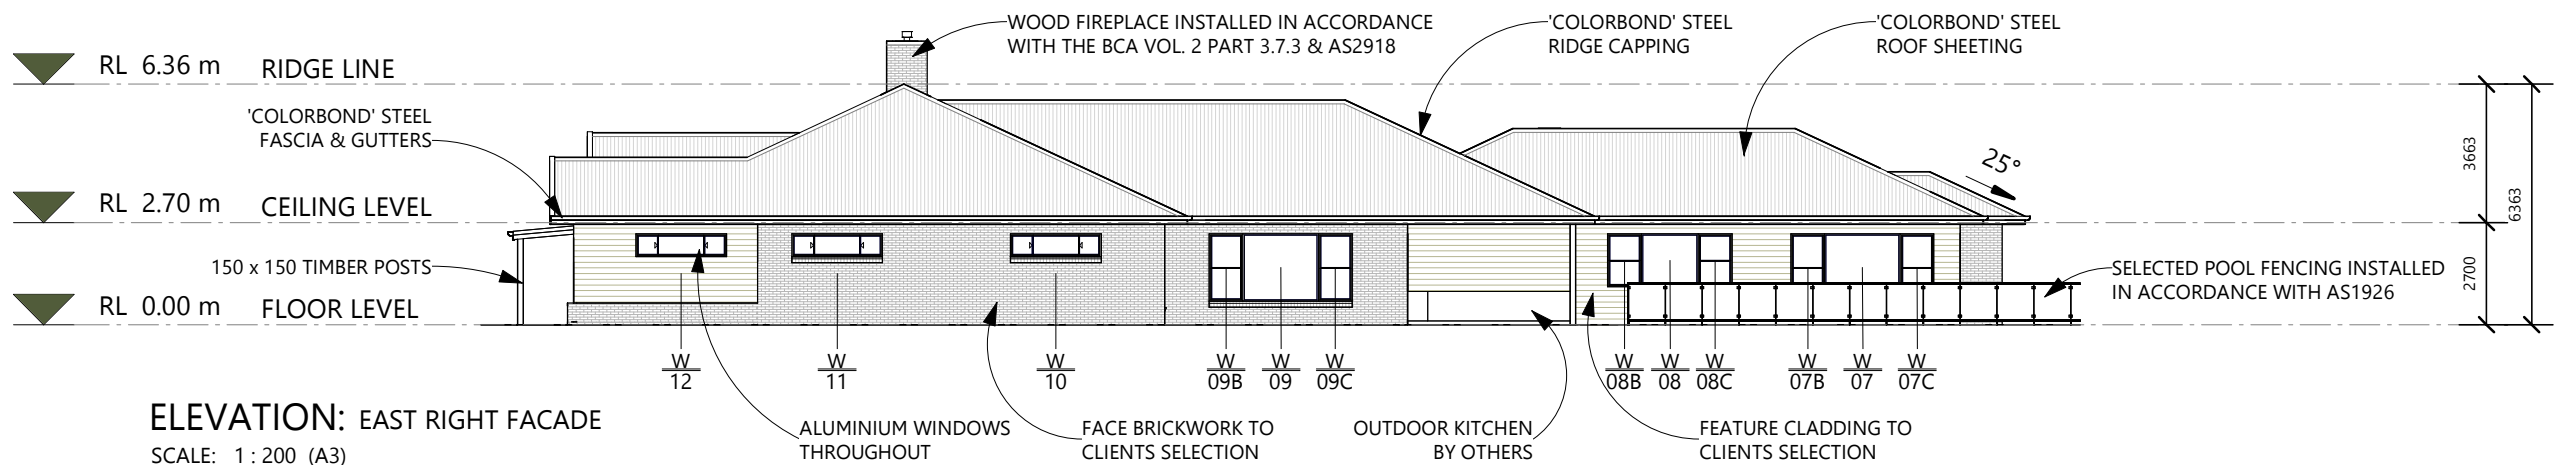 WOOD FIREPLACE INSTALLED IN ACCORDANCE
WITH THE BCA VOL. 2 PART 3.7.3 & AS2918
'COLORBOND' STEEL
RIDGE CAPPING
'COLORBOND' STEEL
ROOF SHEETING
RL 6.36 m RIDGE LINE
'COLORBOND' STEEL
FASCIA & GUTTERS
25°
3663
6363
RL 2.70 m CEILING LEVEL
150 x 150 TIMBER POSTS
SELECTED POOL FENCING INSTALLED
IN ACCORDANCE WITH AS1926
2700
RL 0.00 m FLOOR LEVEL
W
12
W
11
W
10
W
09B
W
09
W
09C
W
08B
W
08
W
08C
W
07B
W
07
W
07C
ELEVATION: EAST RIGHT FACADE
SCALE: 1 : 200 (A3)
ALUMINIUM WINDOWS
THROUGHOUT
FACE BRICKWORK TO
CLIENTS SELECTION
OUTDOOR KITCHEN
BY OTHERS
FEATURE CLADDING TO
CLIENTS SELECTION